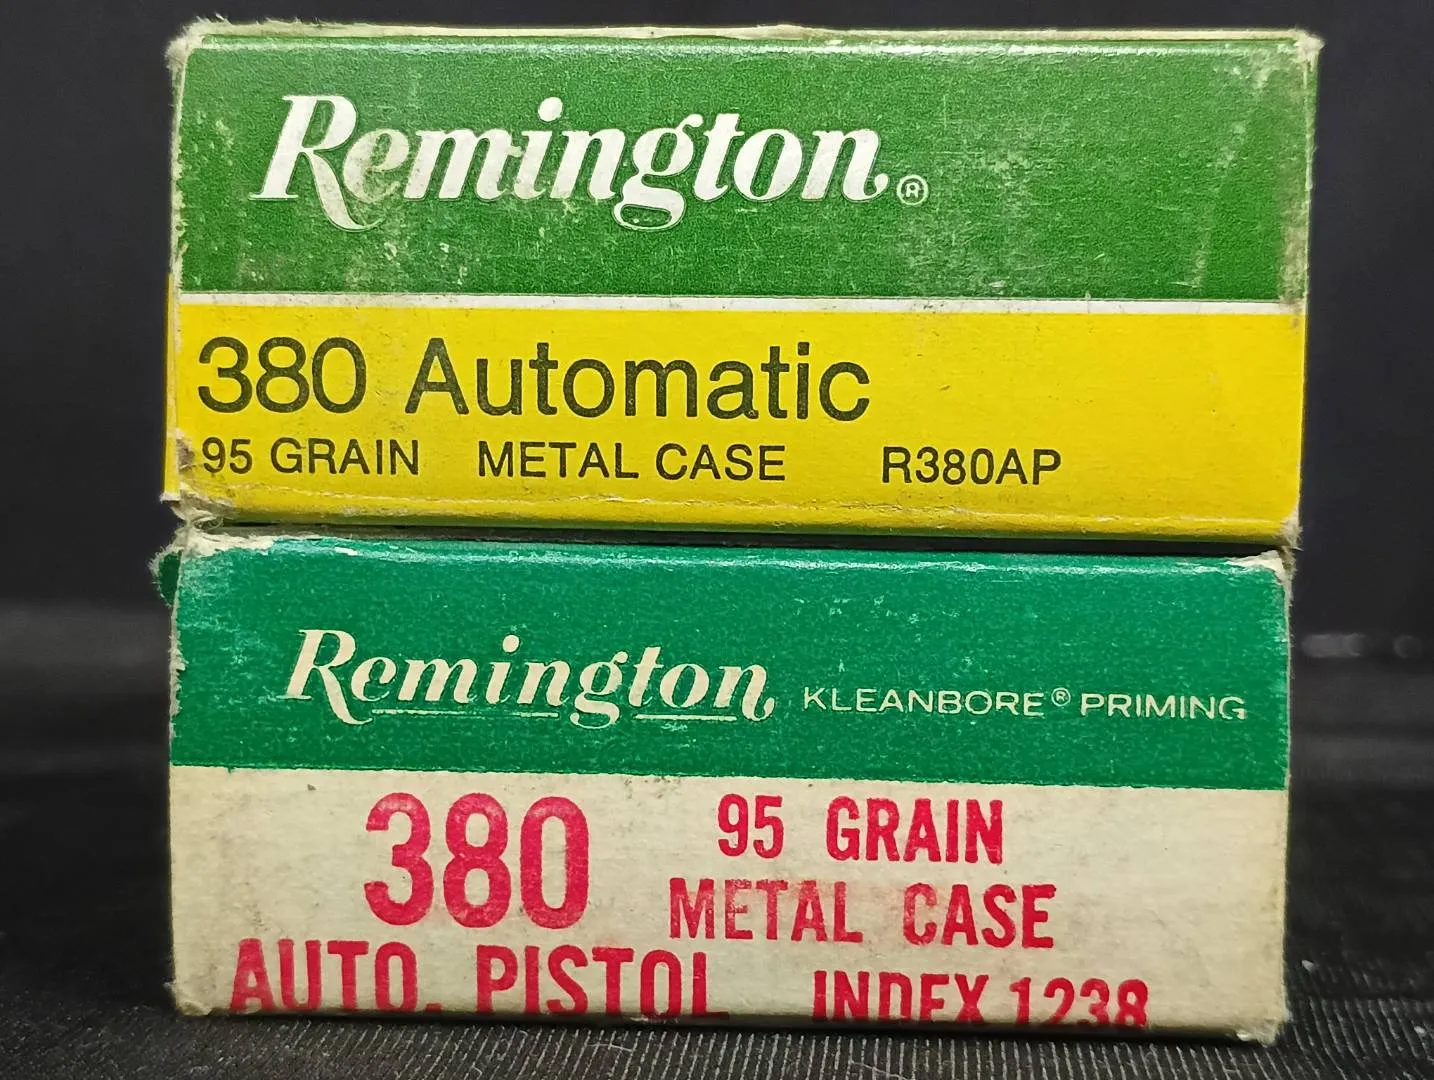 Remington®
380 Automatic
95 GRAIN METAL CASE R380AP
Remington KLEANBORE® PRIMING
380 95 GRAIN
METAL CASE
AUTO. PISTOL INDEX 1238